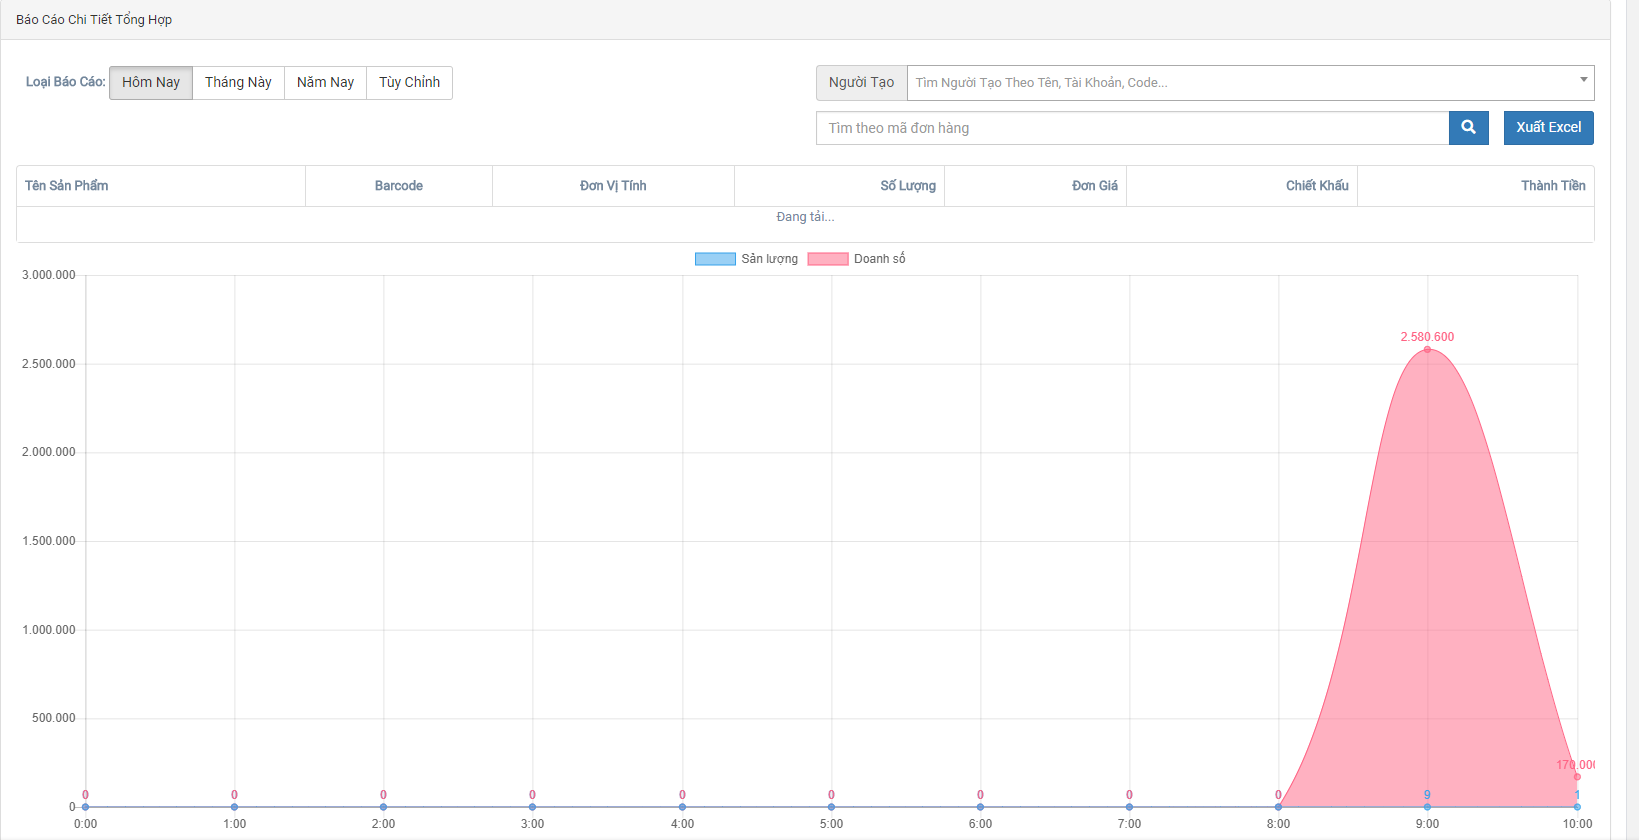 Báo Cáo Chi Tiết Tổng Hợp
Loại Báo Cáo: Hôm Nay Tháng Này Năm Nay Tùy Chỉnh
Người Tạo Tìm Người Tạo Theo Tên, Tài Khoản, Code...
Tìm theo mã đơn hàng Xuất Excel
Tên Sản Phẩm Barcode Đơn Vị Tính Số Lượng Đơn Giá Chiết Khấu Thành Tiền
Đang tải...
Sản lượng Doanh số
3.000.000
2.580.600
2.500.000
2.000.000
1.500.000
1.000.000
500.000
170.000
0 0 0 0 0 0 0 0 0 9 1
0
0:00 1:00 2:00 3:00 4:00 5:00 6:00 7:00 8:00 9:00 10:00